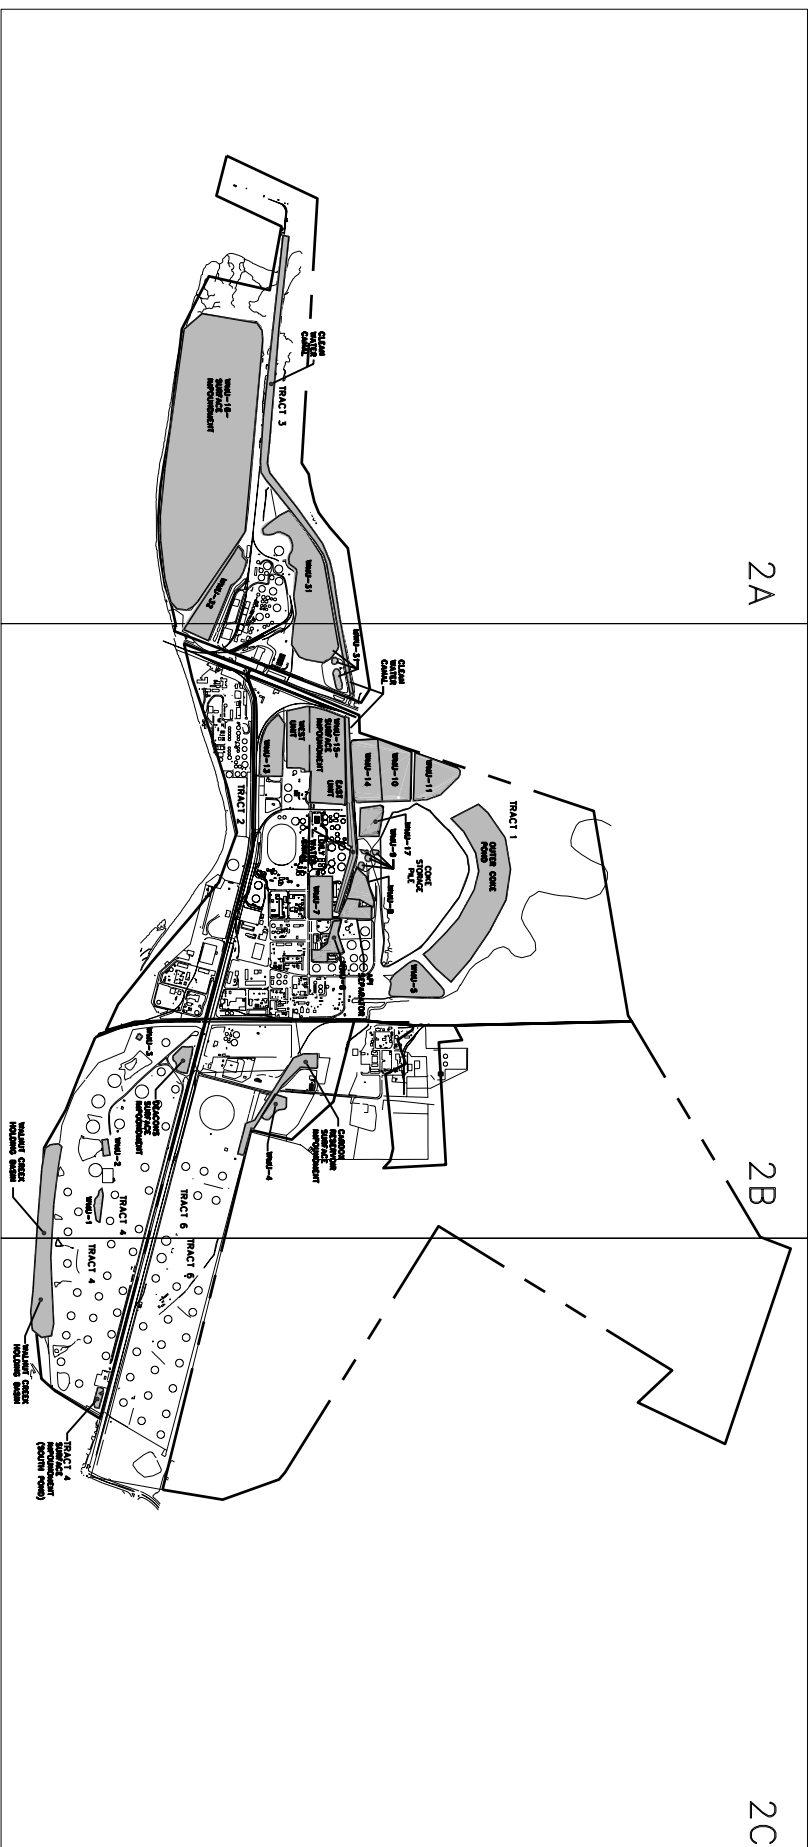 2A
2B
2C
CLEAN
WATER
CANAL
TRACT 3
WMU-16-
SURFACE
IMPOUNDMENT
WMU-31
WMU-32
CLEAN
WATER
CANAL
WMU-15-
SURFACE
IMPOUNDMENT
WEST
UNIT
EAST
UNIT
WMU-13
WMU-14
WMU-10
WMU-11
TRACT 1
OUTER COKE
POND
COKE
STORAGE
PILE
WMU-17
WMU-9
WMU-8
WMU-7
WMU-5
API
SEPARATOR
TRACT 2
WMU-3
DEACONS
SURFACE
IMPOUNDMENT
CARDON
RESERVOIR
SURFACE
IMPOUNDMENT
WMU-4
WMU-2
WMU-1
TRACT 4
TRACT 4
TRACT 6
TRACT 6
WALNUT CREEK
HOLDING BASIN
WALNUT CREEK
HOLDING BASIN
TRACT 4
SURFACE
IMPOUNDMENT
(SOUTH POND)